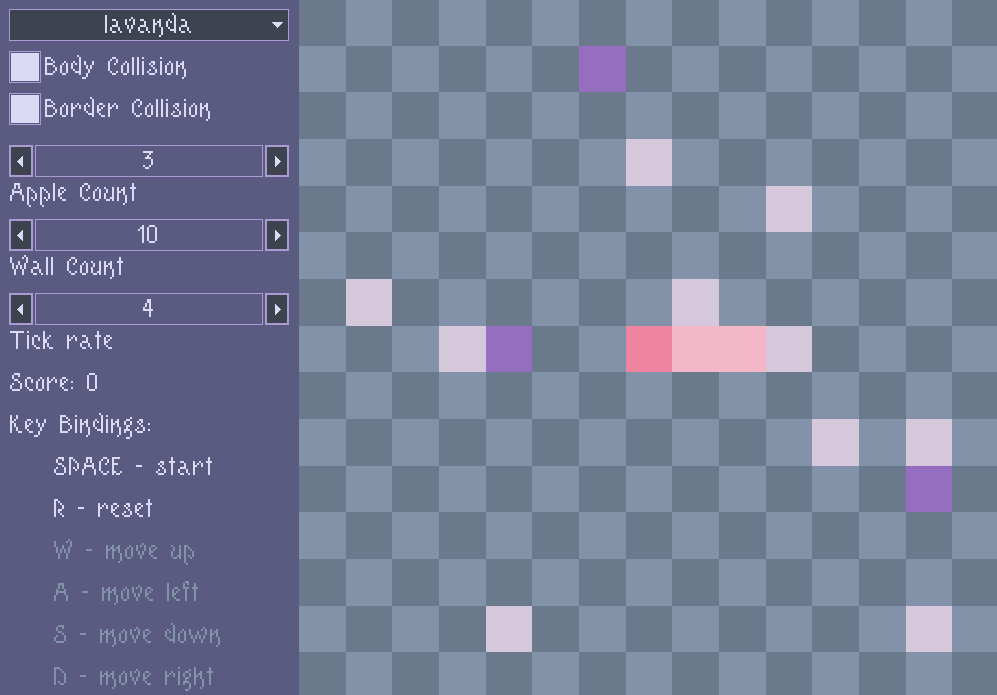 lavanda
Body Collision
Border Collision
3
Apple Count
10
Wall Count
4
Tick rate
Score: 0
Key Bindings:
SPACE - start
R - reset
W - move up
A - move left
S - move down
D - move right